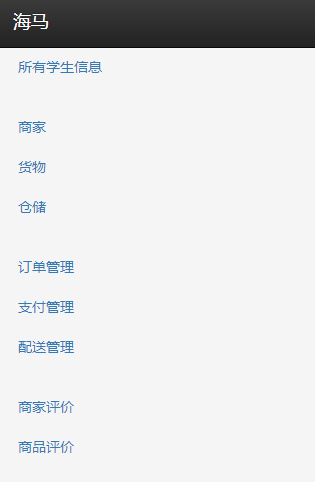 海马
所有学生信息
商家
货物
仓储
订单管理
支付管理
配送管理
商家评价
商品评价